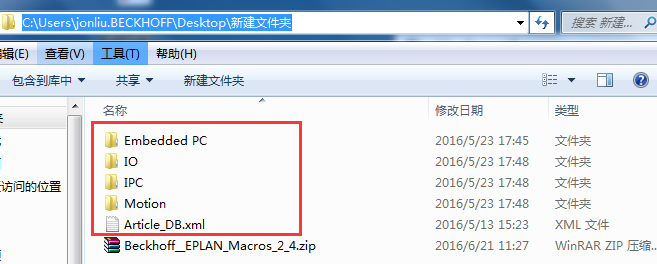 C:\Users\jonliu.BECKHOFF\Desktop\新建文件夹
搜索 新建...
编辑(E) 查看(V) 工具(T) 帮助(H)
包含到库中 共享 新建文件夹
名称 修改日期 类型
Embedded PC 2016/5/23 17:45 文件夹
IO 2016/5/23 17:48 文件夹
IPC 2016/5/23 17:48 文件夹
访问的位置 Motion 2016/5/23 17:48 文件夹
Article_DB.xml 2016/5/13 15:23 XML 文件
Beckhoff__EPLAN_Macros_2_4.zip 2016/6/21 11:27 WinRAR ZIP 压缩...